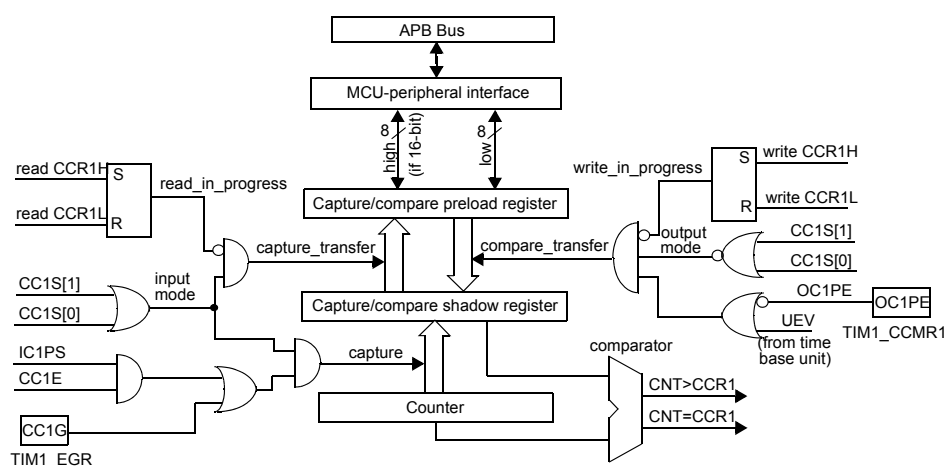 APB Bus
MCU-peripheral interface
8
high
(if 16-bit)
8
low
read CCR1H
S
read_in_progress
read CCR1L
R
write_in_progress
S
write CCR1H
R
write CCR1L
Capture/compare preload register
capture_transfer
compare_transfer
output
mode
CC1S[1]
CC1S[0]
CC1S[1]
CC1S[0]
input
mode
Capture/compare shadow register
OC1PE
OC1PE
UEV
(from time
base unit)
TIM1_CCMR1
IC1PS
CC1E
capture
comparator
CNT>CCR1
Counter
CNT=CCR1
CC1G
TIM1_EGR